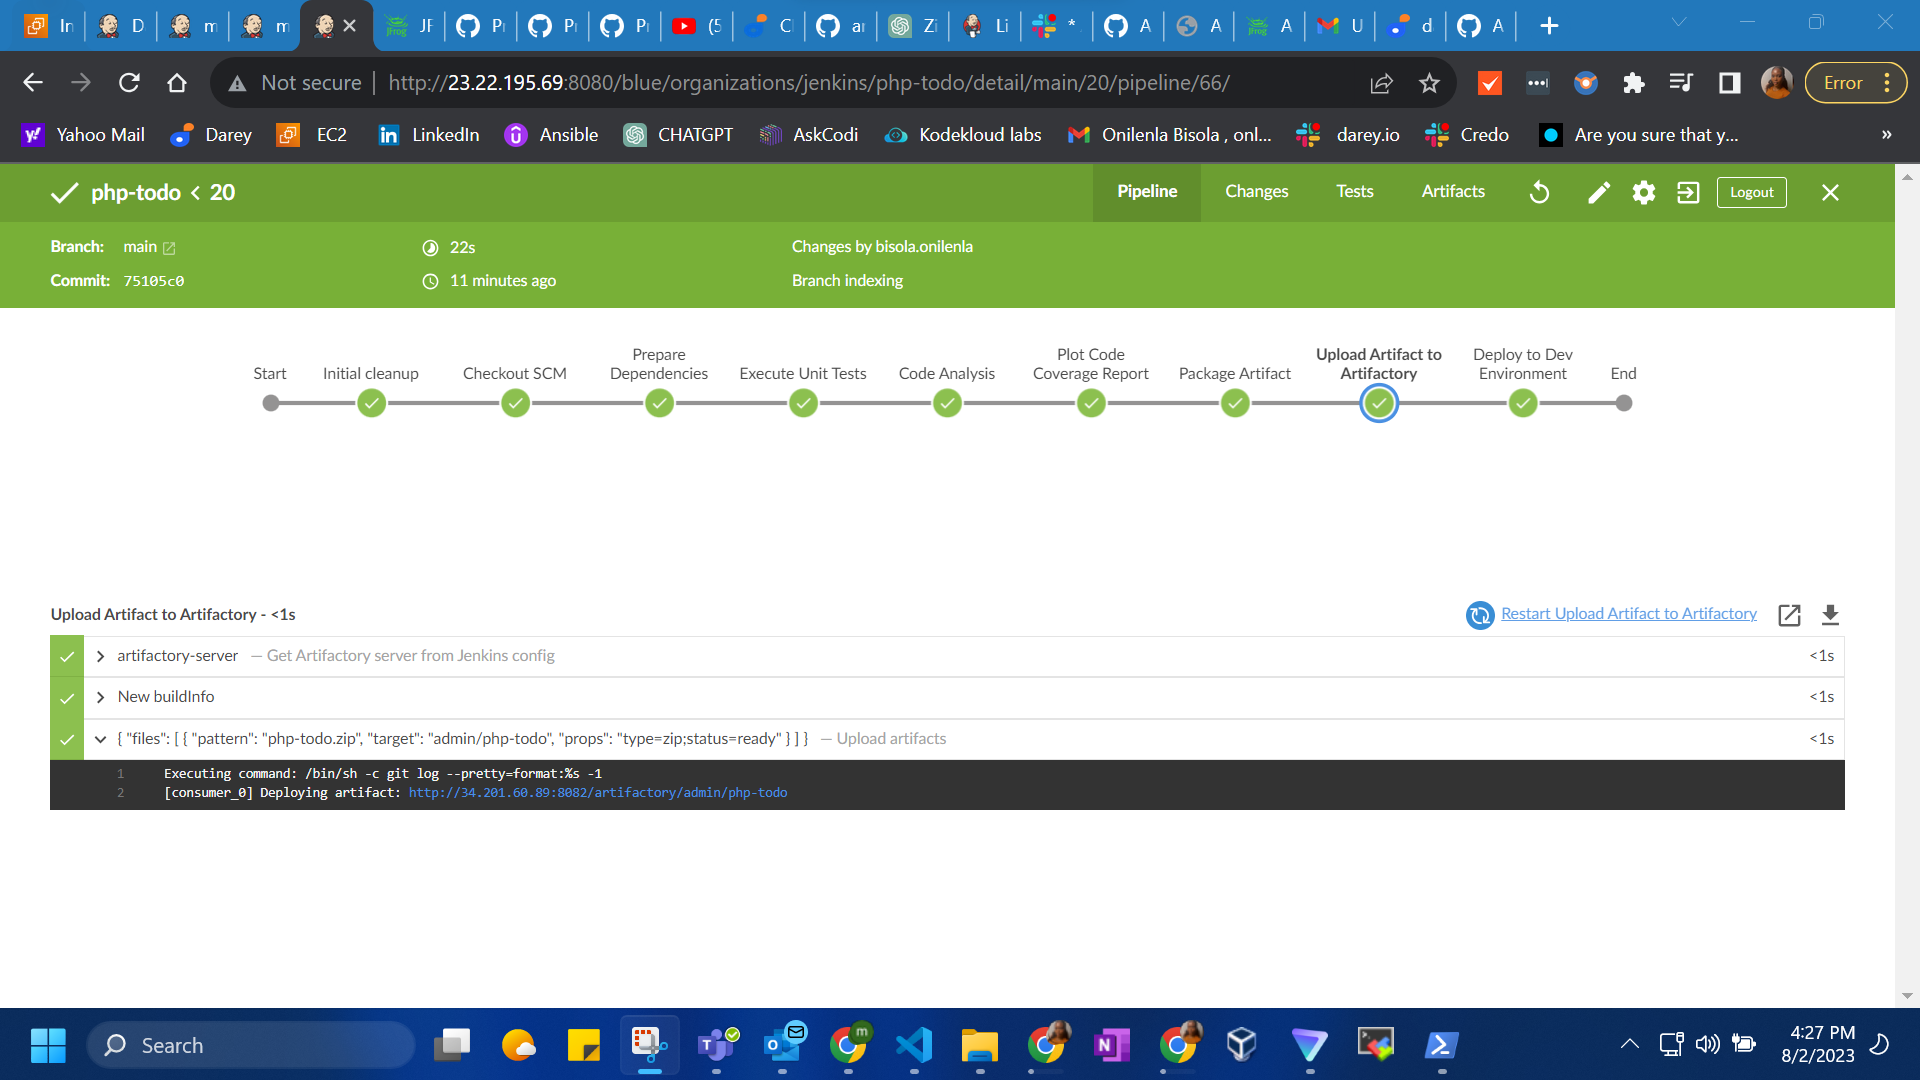 In
D
m
m
JF
Pr
Pr
Pr
(5
C
ar
Zi
Li
*
A
A
A
U
d
A
Not secure
http://23.22.195.69:8080/blue/organizations/jenkins/php-todo/detail/main/20/pipeline/66/
Error
Yahoo Mail
Darey
EC2
LinkedIn
Ansible
CHATGPT
AskCodi
Kodekloud labs
Onilenla Bisola , onl...
darey.io
Credo
Are you sure that y...
»
php-todo < 20
Pipeline
Changes
Tests
Artifacts
Logout
Branch: main
22s
Changes by bisola.onilenla
Commit: 75105c0
11 minutes ago
Branch indexing
Start
Initial cleanup
Checkout SCM
Prepare
Dependencies
Execute Unit Tests
Code Analysis
Plot Code
Coverage Report
Package Artifact
Upload Artifact to
Artifactory
Deploy to Dev
Environment
End
Upload Artifact to Artifactory - <1s
Restart Upload Artifact to Artifactory
artifactory-server — Get Artifactory server from Jenkins config <1s
New buildInfo <1s
{ "files": [ { "pattern": "php-todo.zip", "target": "admin/php-todo", "props": "type=zip;status=ready" } ] } — Upload artifacts <1s
1 Executing command: /bin/sh -c git log --pretty=format:%s -1
2 [consumer_0] Deploying artifact: http://34.201.60.89:8082/artifactory/admin/php-todo
Search
4:27 PM
8/2/2023